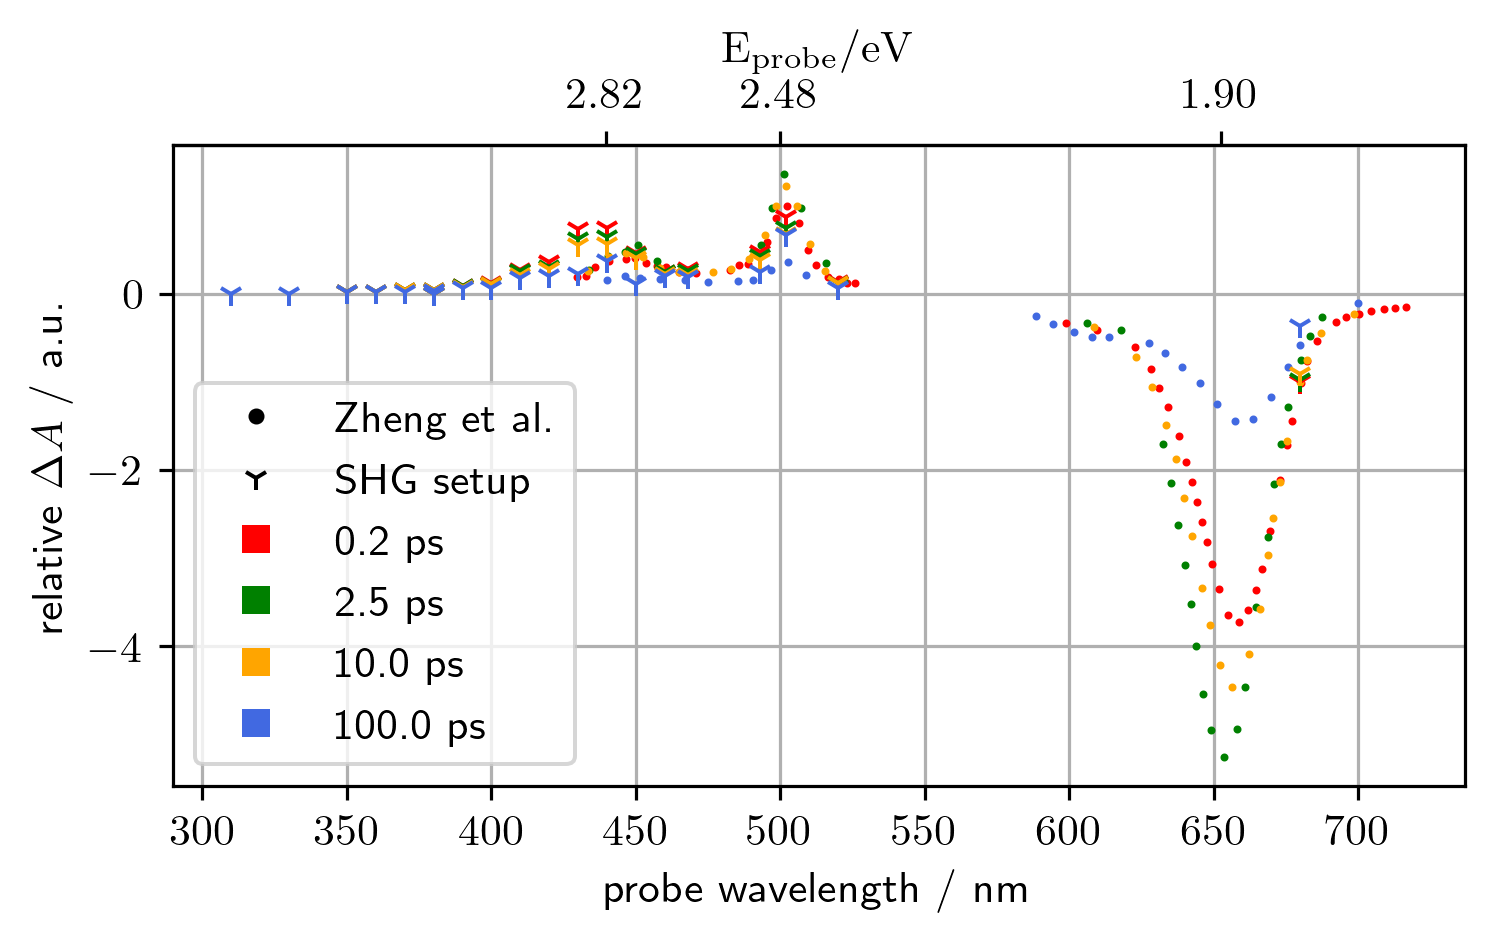 E_probe/eV
2.82 2.48 1.90
relative ΔA / a.u.
0
−2
−4
Zheng et al.
SHG setup
0.2 ps
2.5 ps
10.0 ps
100.0 ps
300 350 400 450 500 550 600 650 700
probe wavelength / nm